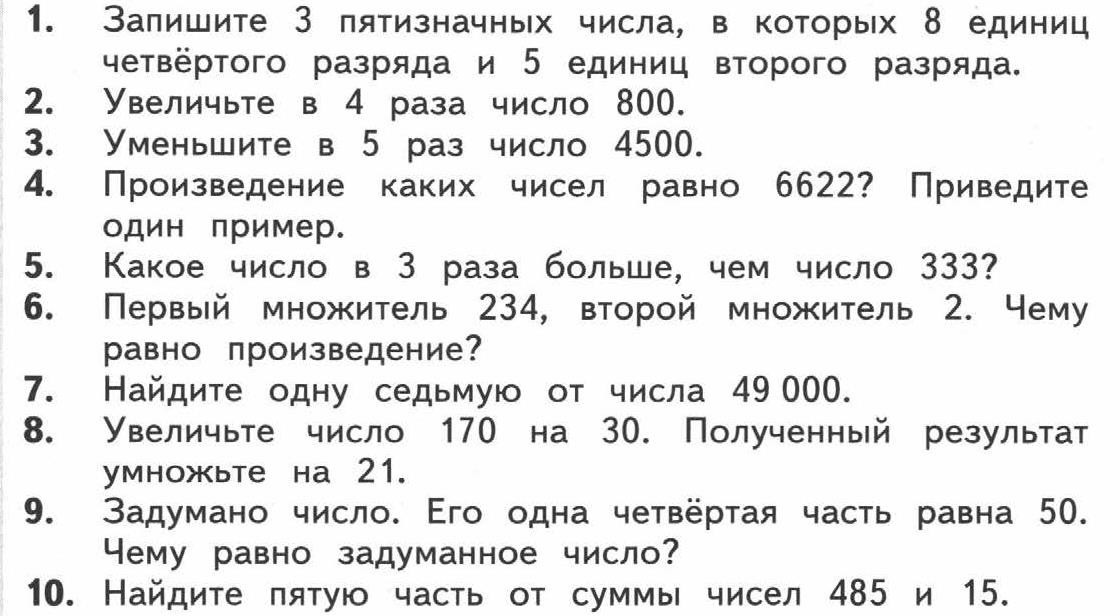 1. Запишите 3 пятизначных числа, в которых 8 единиц
четвёртого разряда и 5 единиц второго разряда.
2. Увеличьте в 4 раза число 800.
3. Уменьшите в 5 раз число 4500.
4. Произведение каких чисел равно 6622? Приведите
один пример.
5. Какое число в 3 раза больше, чем число 333?
6. Первый множитель 234, второй множитель 2. Чему
равно произведение?
7. Найдите одну седьмую от числа 49 000.
8. Увеличьте число 170 на 30. Полученный результат
умножьте на 21.
9. Задумано число. Его одна четвёртая часть равна 50.
Чему равно задуманное число?
10. Найдите пятую часть от суммы чисел 485 и 15.